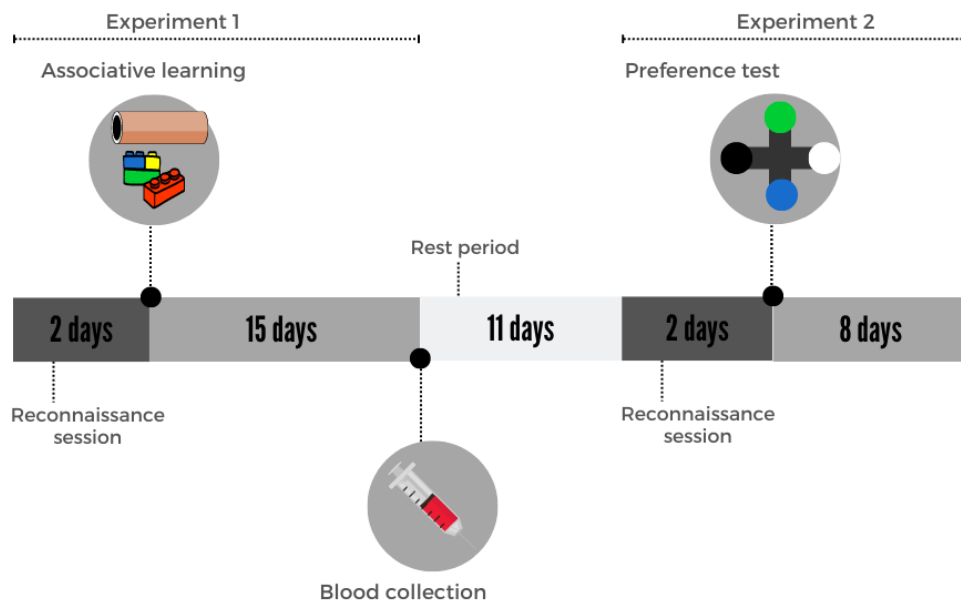 Experiment 1
Experiment 2
Associative learning
Preference test
Rest period
2 days
15 days
11 days
2 days
8 days
Reconnaissance
session
Reconnaissance
session
Blood collection